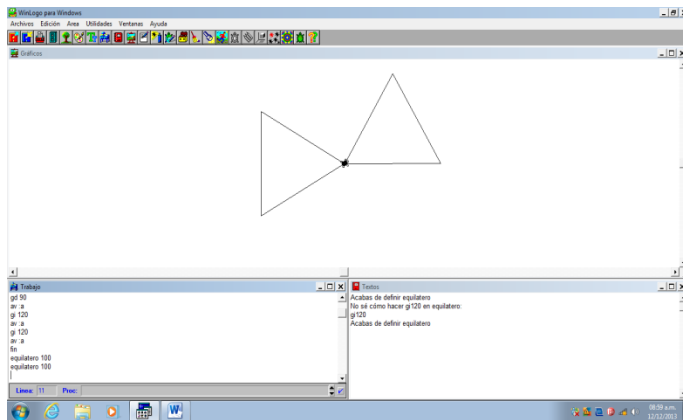 WinLogo para Windows
Archivos Edición Area Utilidades Ventanas Ayuda
Gráficos
Trabajo
gd 90
av :a
gi 120
av :a
gi 120
av :a
fin
equilatero 100
equilatero 100
Línea: 11 Proc:
Textos
Acabas de definir equilatero
No sé cómo hacer gi120 en equilatero:
gi120
Acabas de definir equilatero
08:59 a.m.
12/12/2013